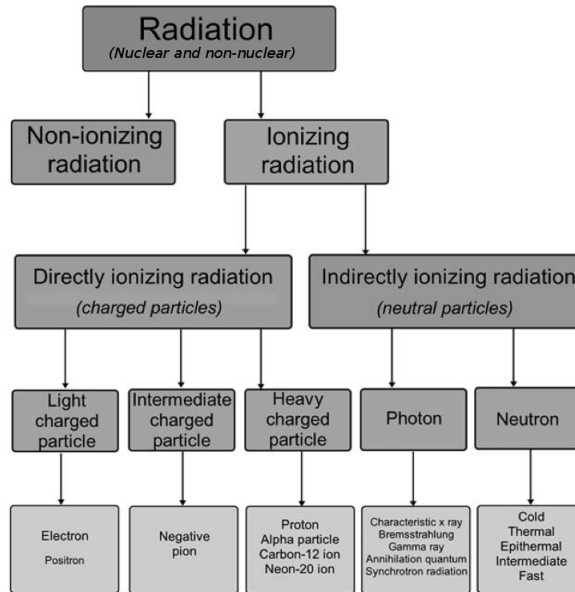 Radiation
(Nuclear and non-nuclear)
Non-ionizing
radiation
Ionizing
radiation
Directly ionizing radiation
(charged particles)
Indirectly ionizing radiation
(neutral particles)
Light
charged
particle
Intermediate
charged
particle
Heavy
charged
particle
Photon
Neutron
Electron
Positron
Negative
pion
Proton
Alpha particle
Carbon-12 ion
Neon-20 ion
Characteristic x ray
Bremsstrahlung
Gamma ray
Annihilation quantum
Synchrotron radiation
Cold
Thermal
Epithermal
Intermediate
Fast